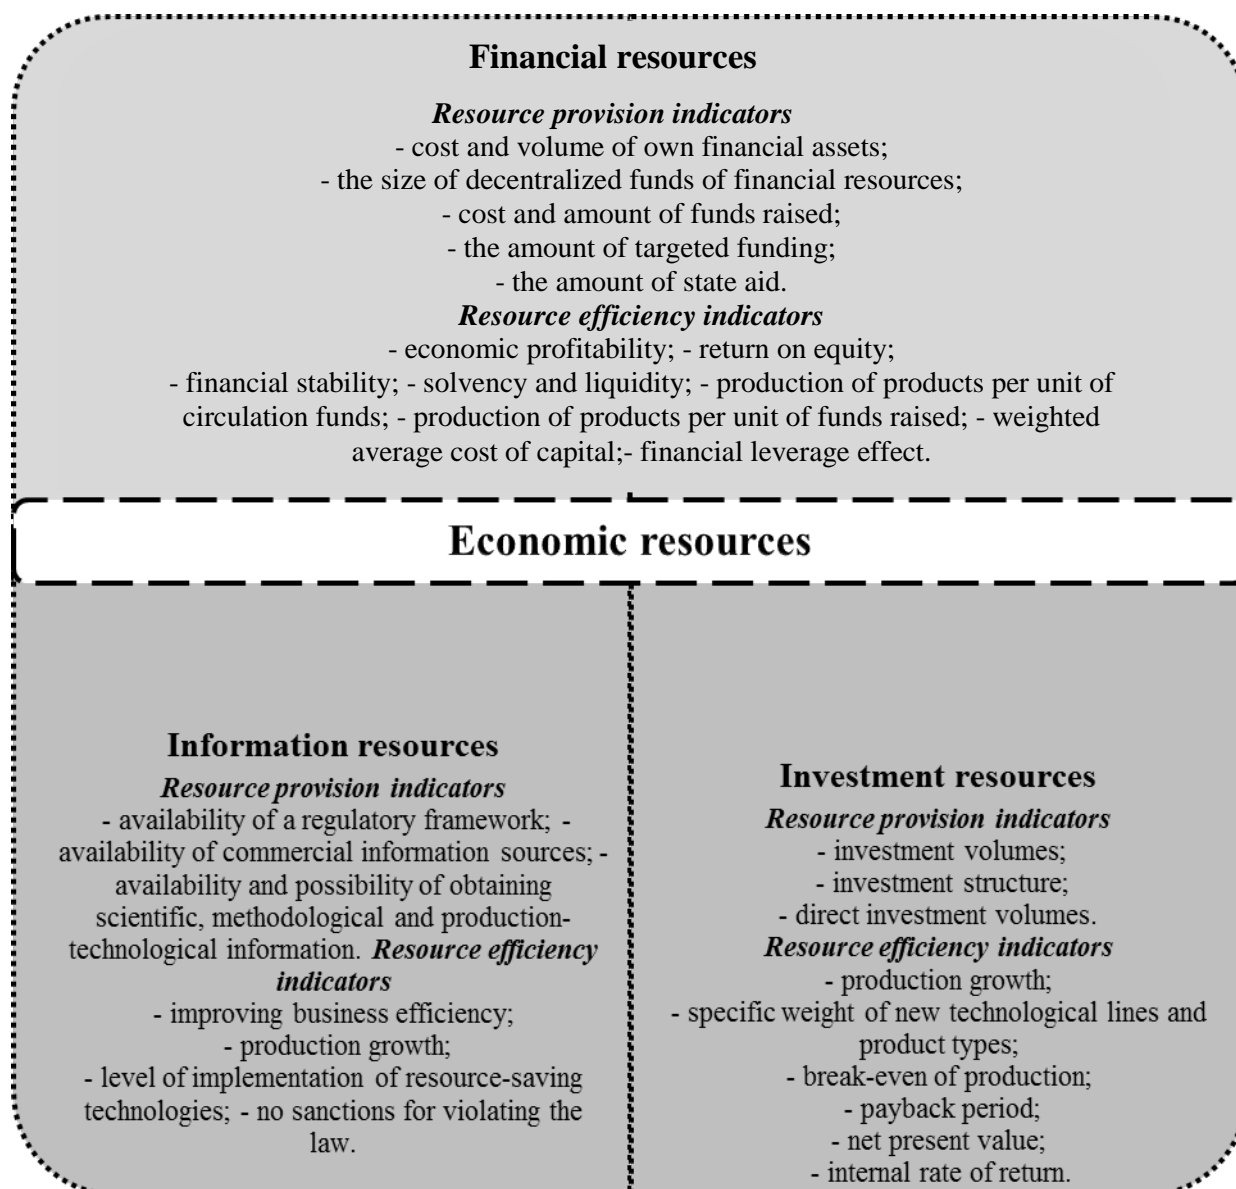 Financial resources
Resource provision indicators
- cost and volume of own financial assets;
- the size of decentralized funds of financial resources;
- cost and amount of funds raised;
- the amount of targeted funding;
- the amount of state aid.
Resource efficiency indicators
- economic profitability; - return on equity;
- financial stability; - solvency and liquidity; - production of products per unit of
circulation funds; - production of products per unit of funds raised; - weighted
average cost of capital;- financial leverage effect.
Economic resources
Information resources
Resource provision indicators
- availability of a regulatory framework; -
availability of commercial information sources; -
availability and possibility of obtaining
scientific, methodological and production-
technological information. Resource efficiency
indicators
- improving business efficiency;
- production growth;
- level of implementation of resource-saving
technologies; - no sanctions for violating the
law.
Investment resources
Resource provision indicators
- investment volumes;
- investment structure;
- direct investment volumes.
Resource efficiency indicators
- production growth;
- specific weight of new technological lines and
product types;
- break-even of production;
- payback period;
- net present value;
- internal rate of return.